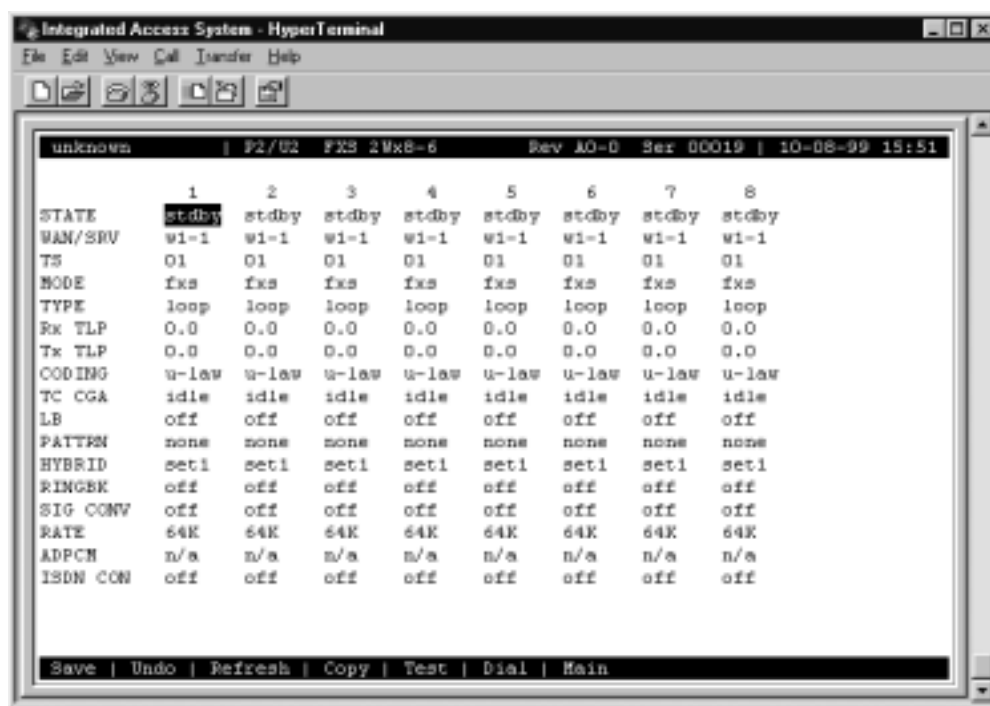 Integrated Access System - HyperTerminal
File Edit View Call Transfer Help
unknown | P2/U2 FXS 2Wx8-6 Rev A0-0 Ser 00019 | 10-08-99 15:51
1 2 3 4 5 6 7 8
STATE stdby stdby stdby stdby stdby stdby stdby stdby
WAN/SRV w1-1 w1-1 w1-1 w1-1 w1-1 w1-1 w1-1 w1-1
TS 01 01 01 01 01 01 01 01
MODE fxs fxs fxs fxs fxs fxs fxs fxs
TYPE loop loop loop loop loop loop loop loop
Rx TLP 0.0 0.0 0.0 0.0 0.0 0.0 0.0 0.0
Tx TLP 0.0 0.0 0.0 0.0 0.0 0.0 0.0 0.0
CODING u-law u-law u-law u-law u-law u-law u-law u-law
TC CGA idle idle idle idle idle idle idle idle
LB off off off off off off off off
PATTRN none none none none none none none none
HYBRID set1 set1 set1 set1 set1 set1 set1 set1
RINGBK off off off off off off off off
SIG CONV off off off off off off off off
RATE 64K 64K 64K 64K 64K 64K 64K 64K
ADPCM n/a n/a n/a n/a n/a n/a n/a n/a
ISDN CON off off off off off off off off
Save | Undo | Refresh | Copy | Test | Dial | Main